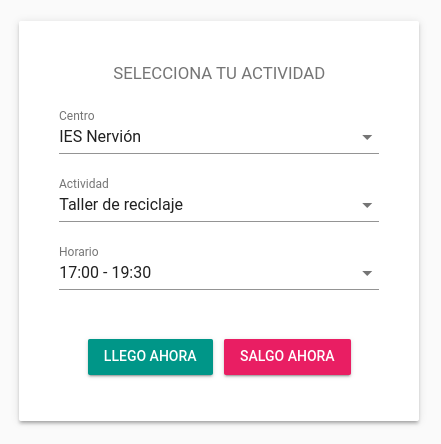 SELECCIONA TU ACTIVIDAD
Centro
IES Nervión
Actividad
Taller de reciclaje
Horario
17:00 - 19:30
LLEGO AHORA SALGO AHORA